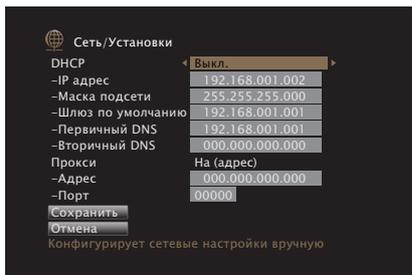 Сеть/Установки
DHCP Выкл.
–IP адрес 192.168.001.002
–Маска подсети 255.255.255.000
–Шлюз по умолчанию 192.168.001.001
–Первичный DNS 192.168.001.001
–Вторичный DNS 000.000.000.000
Прокси На (адрес)
–Адрес 000.000.000.000
–Порт 00000
Сохранить
Отмена
Конфигурирует сетевые настройки вручную